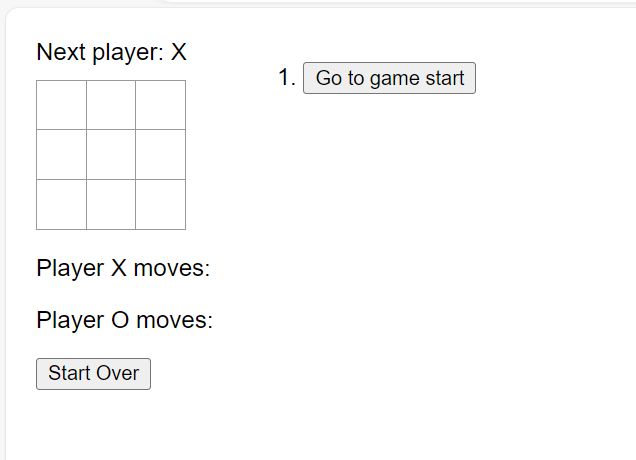 Next player: X
1. Go to game start
Player X moves:
Player O moves:
Start Over